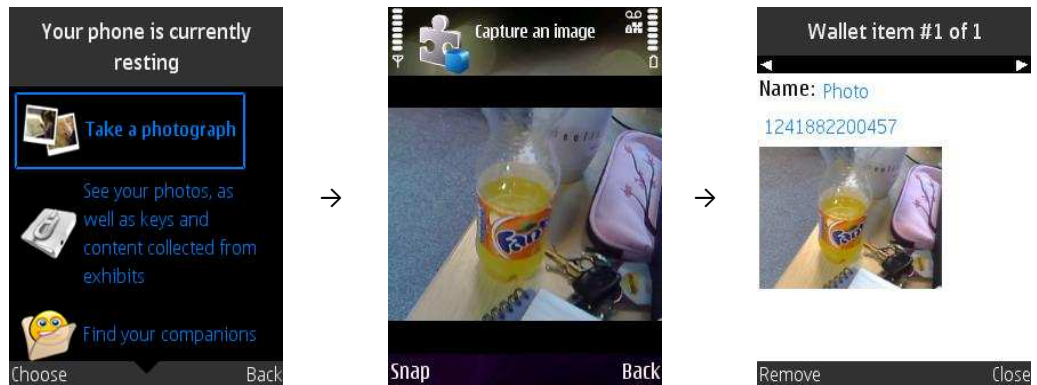 Your phone is currently
resting
Take a photograph
See your photos, as
well as keys and
content collected from
exhibits
Find your companions
Choose Back
→
Capture an image
Fanta
Snap Back
→
Wallet item #1 of 1
Name: Photo
1241882200457
Fanta
Remove Close